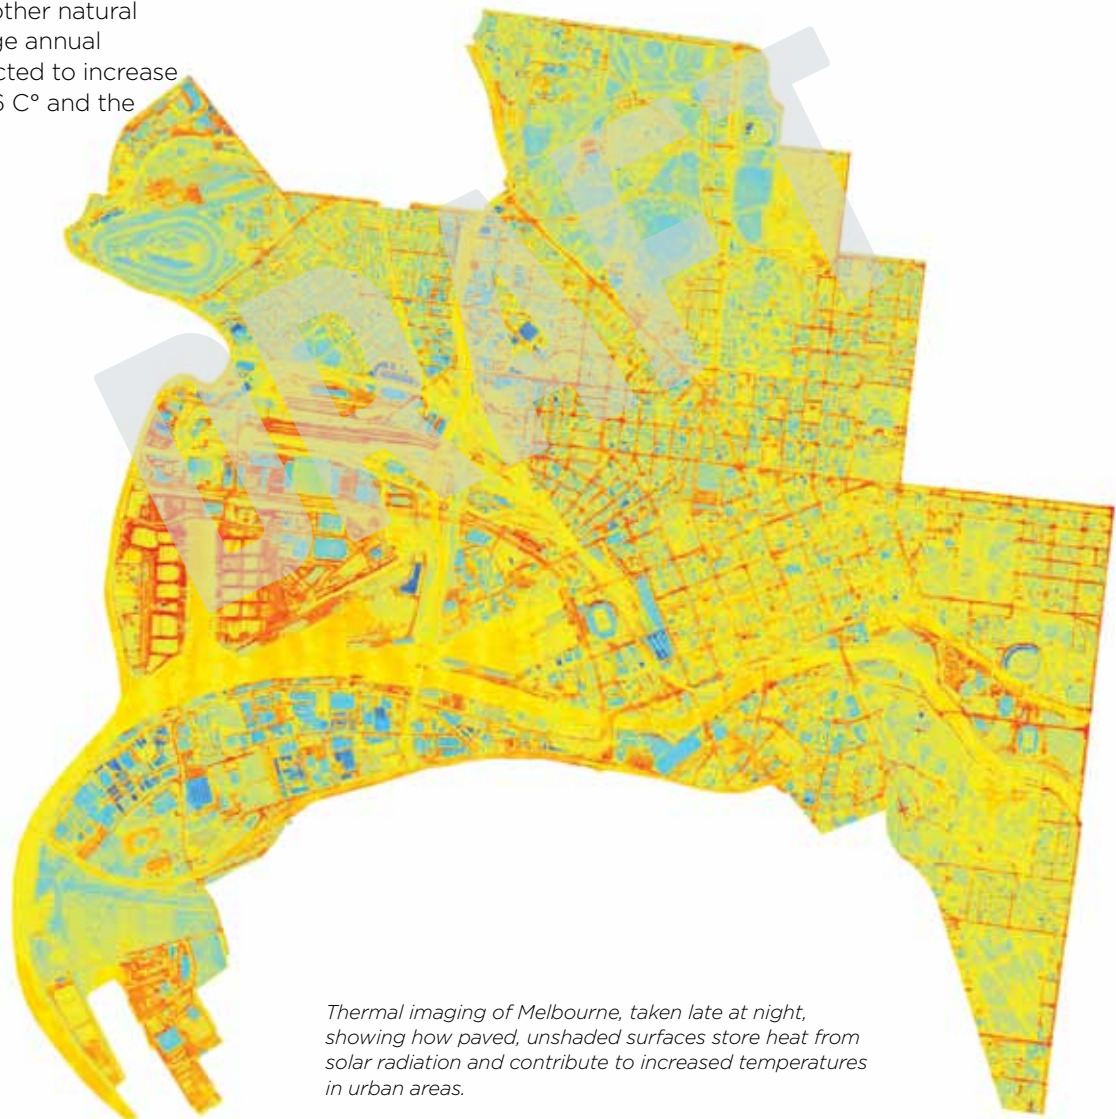 other natural
ge annual
cted to increase
6 C° and the
DRAFT
Thermal imaging of Melbourne, taken late at night,
showing how paved, unshaded surfaces store heat from
solar radiation and contribute to increased temperatures
in urban areas.